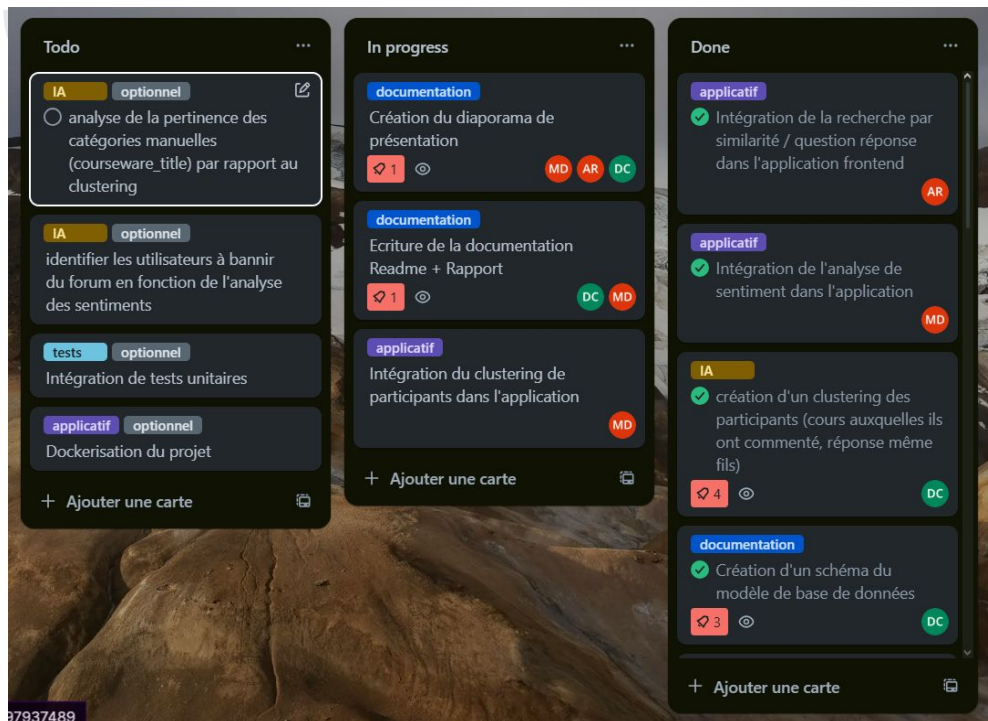 Todo
IA optionnel
analyse de la pertinence des
catégories manuelles
(courseware_title) par rapport au
clustering
IA optionnel
identifier les utilisateurs à bannir
du forum en fonction de l'analyse
des sentiments
tests optionnel
Intégration de tests unitaires
applicatif optionnel
Dockerisation du projet
+ Ajouter une carte
In progress
documentation
Création du diaporama de
présentation
1 MD AR DC
documentation
Ecriture de la documentation
Readme + Rapport
1 DC MD
applicatif
Intégration du clustering de
participants dans l'application
MD
+ Ajouter une carte
Done
applicatif
Intégration de la recherche par
similarité / question réponse
dans l'application frontend
AR
applicatif
Intégration de l'analyse de
sentiment dans l'application
MD
IA
création d'un clustering des
participants (cours auxquelles ils
ont commenté, réponse même
fils)
4 DC
documentation
Création d'un schéma du
modèle de base de données
3 DC
+ Ajouter une carte
97937489